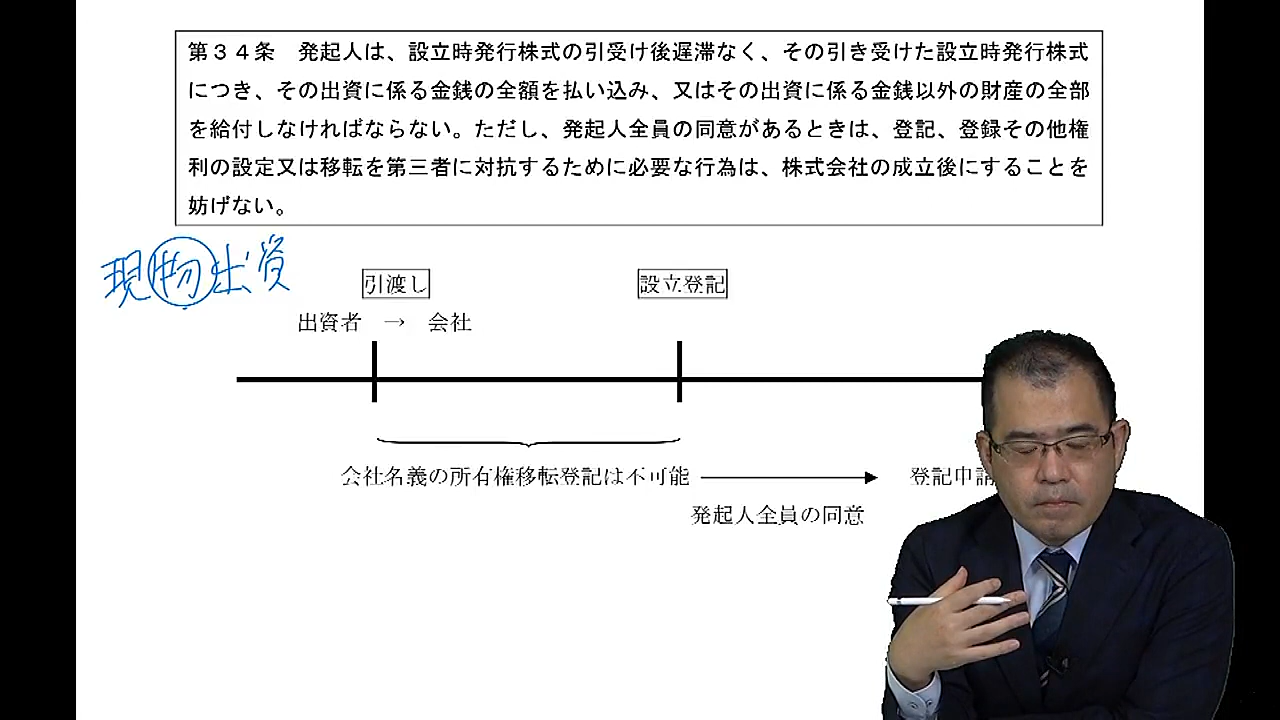 第３４条　発起人は、設立時発行株式の引受け後遅滞なく、その引き受けた設立時発行株式
につき、その出資に係る金銭の全額を払い込み、又はその出資に係る金銭以外の財産の全部
を給付しなければならない。ただし、発起人全員の同意があるときは、登記、登録その他権
利の設定又は移転を第三者に対抗するために必要な行為は、株式会社の成立後にすることを
妨げない。
現物出資
引渡し
設立登記
出資者　→　会社
会社名義の所有権移転登記は不可能
登記申請
発起人全員の同意